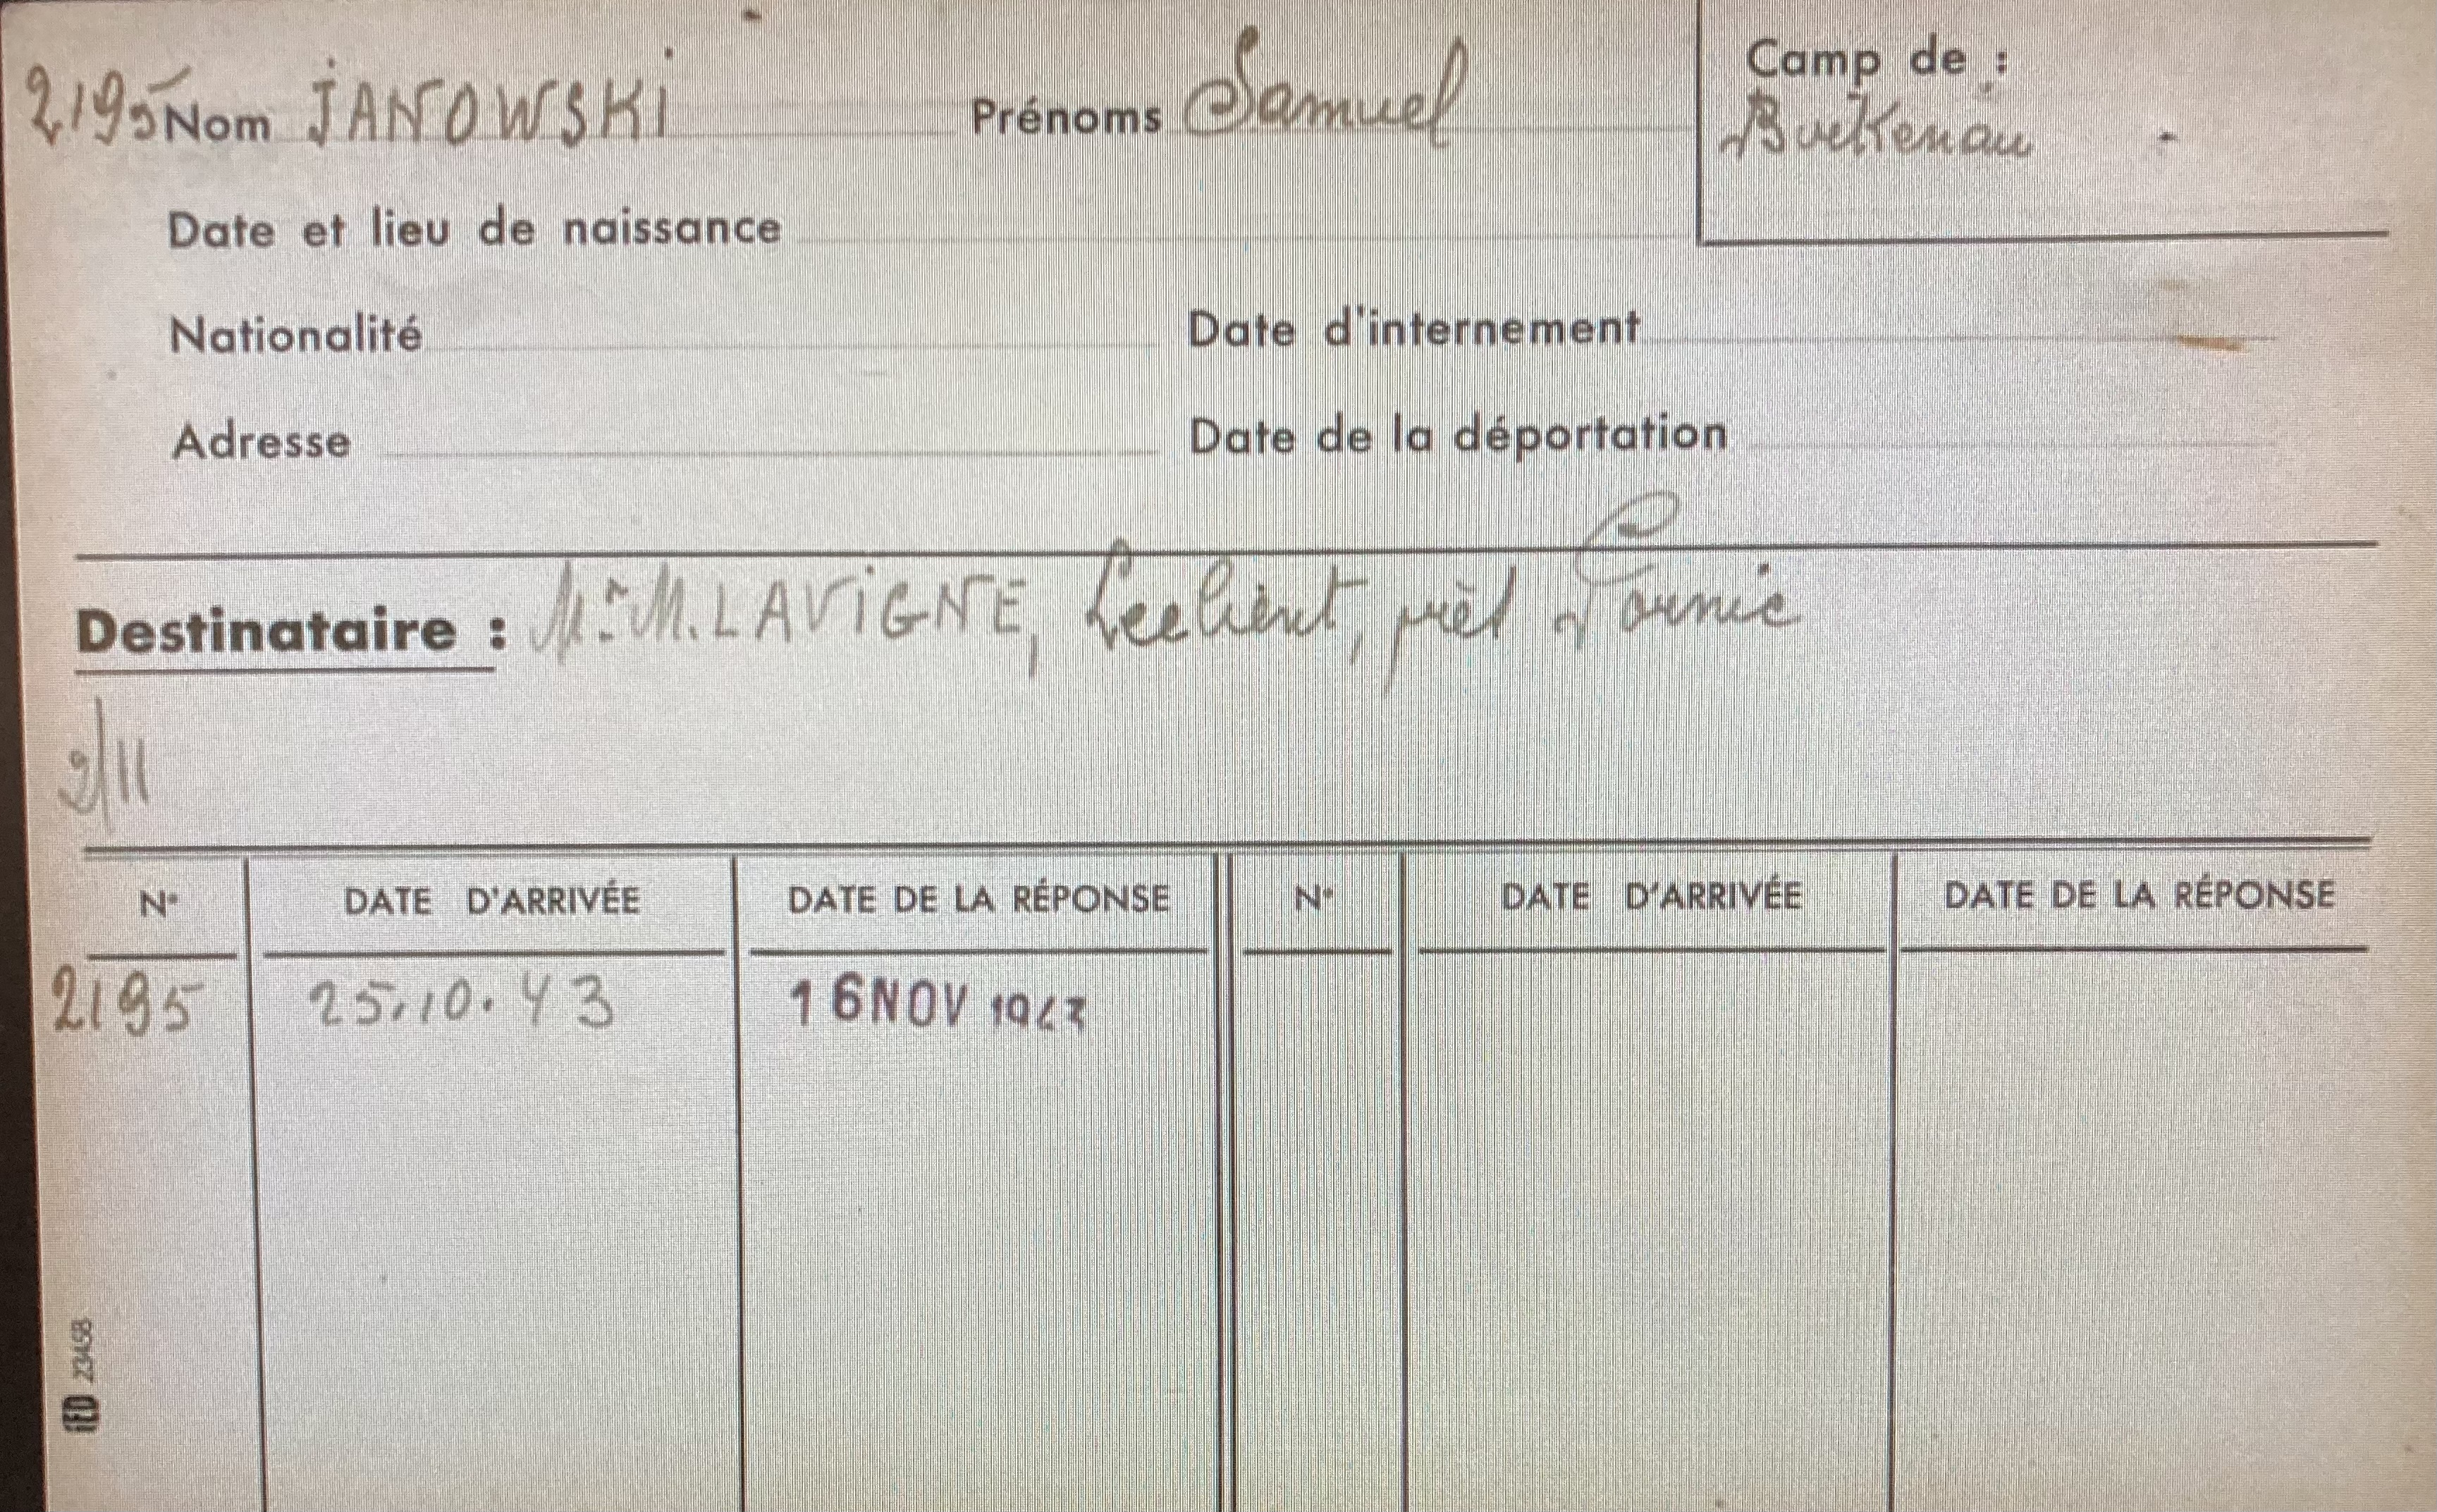 2195 Nom JANOWSKi Prénoms Samuel
Camp de :
Date et lieu de naissance
Nationalité Date d'internement
Adresse Date de la déportation
Destinataire : Mr M. LAVIGNE, près
2/11
N° DATE D'ARRIVÉE DATE DE LA RÉPONSE N° DATE D'ARRIVÉE DATE DE LA RÉPONSE
2195 25.10.43 16 NOV 1943
23458